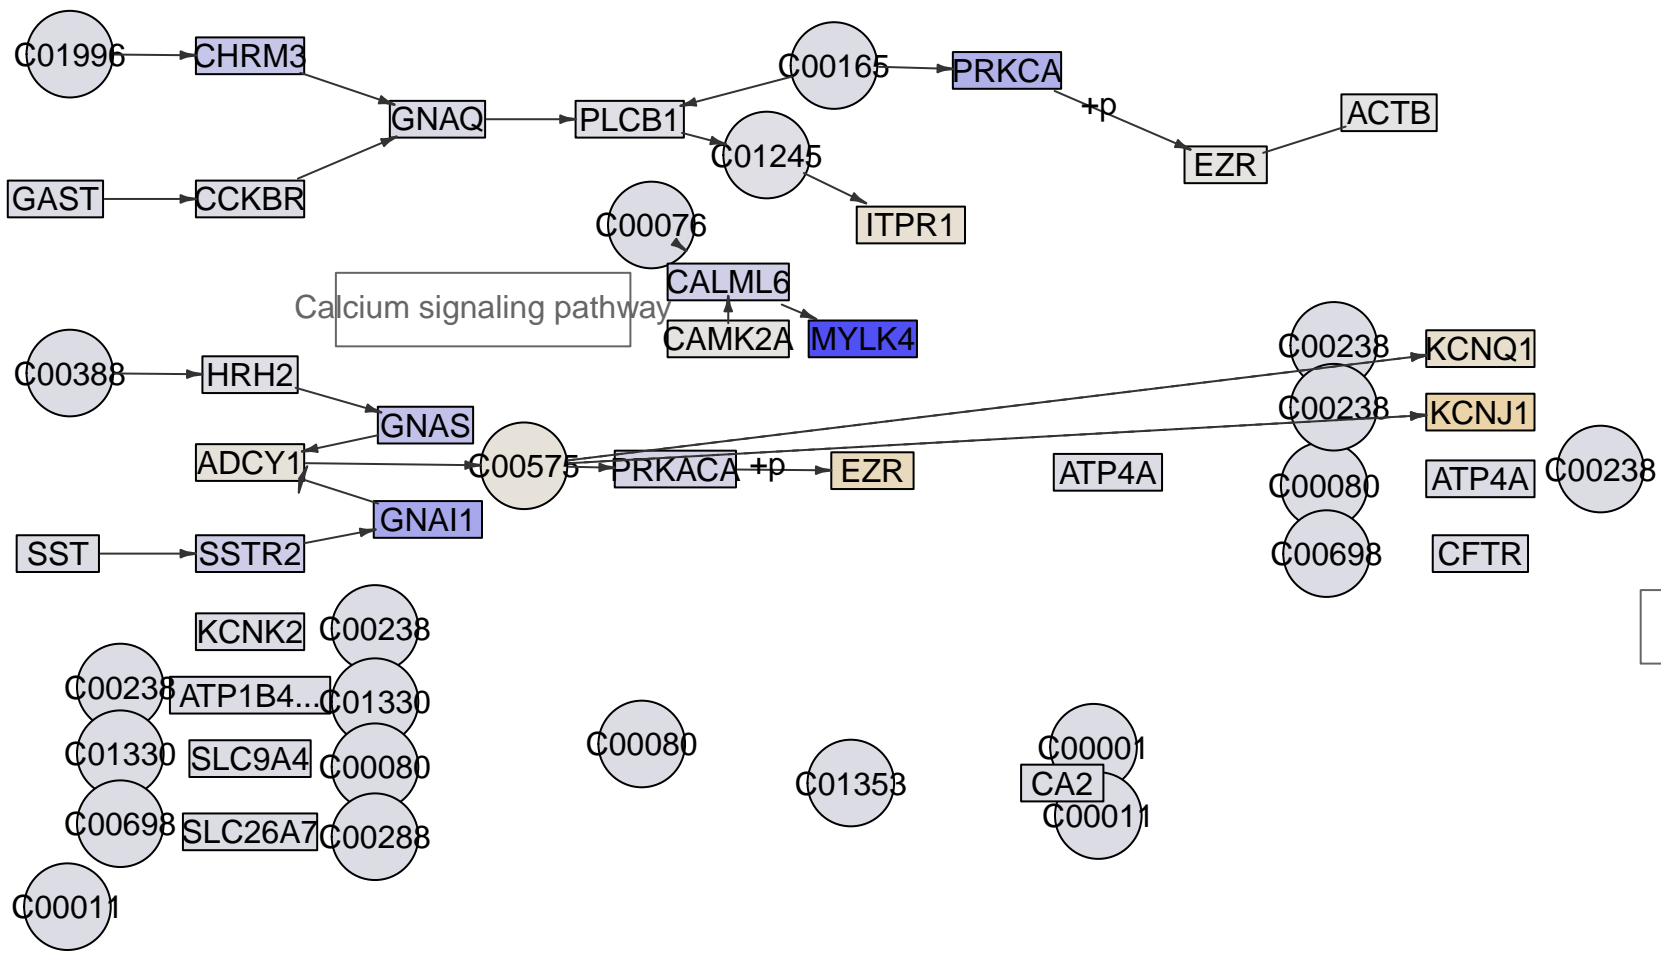 C01996
CHRM3
C00165
PRKCA
+p
ACTB
GNAQ
PLCB1
C01245
EZR
GAST
CCKBR
C00076
ITPR1
CALML6
Calcium signaling pathway
CAMK2A
MYLK4
C00238
KCNQ1
C00388
HRH2
GNAS
C00238
KCNJ1
ADCY1
C00575
PRKACA
+p
EZR
ATP4A
C00080
ATP4A
C00238
GNAI1
SST
SSTR2
C00698
CFTR
KCNK2
C00238
C00238
ATP1B4...
C01330
C01330
SLC9A4
C00080
C00080
C01353
C00001
CA2
C00011
C00698
SLC26A7
C00288
C00011